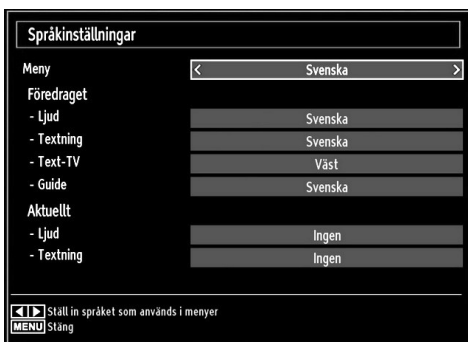 Språkinställningar
Meny < Svenska >
Föredraget
- Ljud Svenska
- Textning Svenska
- Text-TV Väst
- Guide Svenska
Aktuellt
- Ljud Ingen
- Textning Ingen
Ställ in språket som används i menyer
MENU Stäng